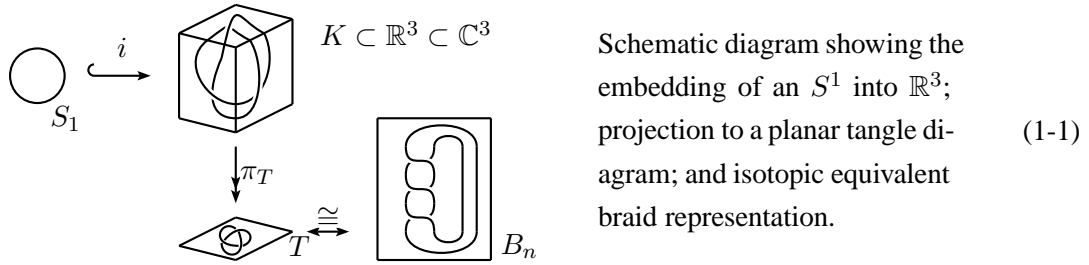 i
K ⊂ ℝ³ ⊂ ℂ³
S₁
π_T
T
≅
B_n
Schematic diagram showing the
embedding of an S¹ into ℝ³;
projection to a planar tangle di-
agram; and isotopic equivalent
braid representation.
(1-1)